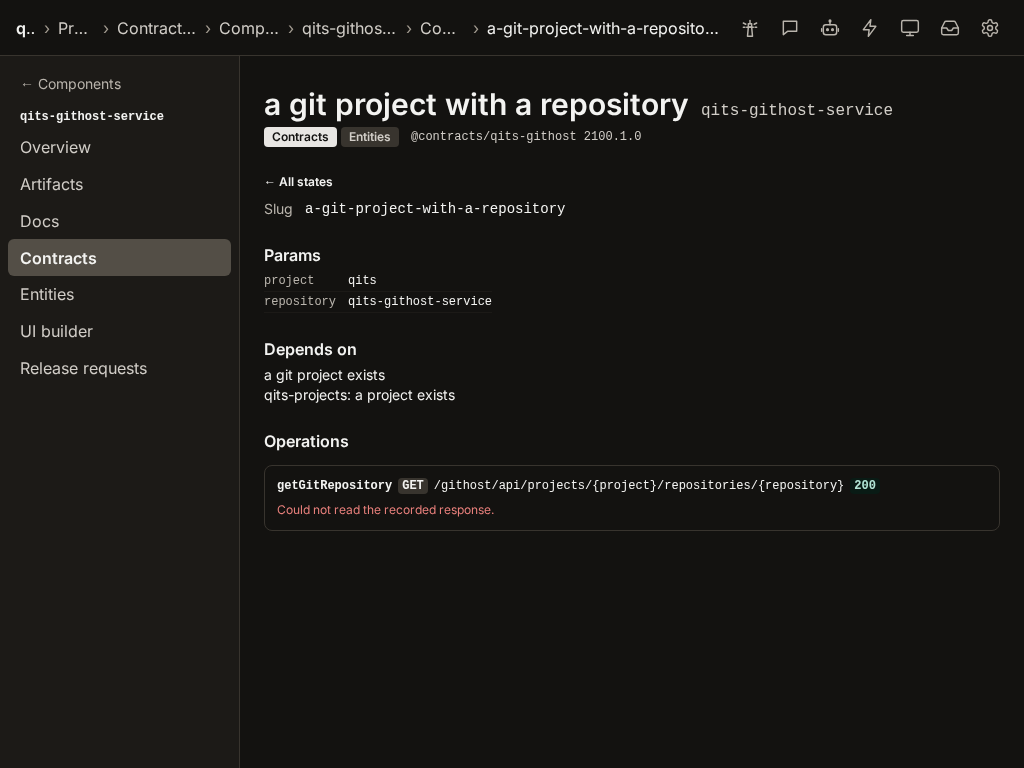 q.. › Pr... › Contract... › Comp... › qits-githos... › Co... › a-git-project-with-a-reposito...
← Components
qits-githost-service
Overview
Artifacts
Docs
Contracts
Entities
UI builder
Release requests
a git project with a repository qits-githost-service
Contracts Entities @contracts/qits-githost 2100.1.0
← All states
Slug a-git-project-with-a-repository
Params
project qits
repository qits-githost-service
Depends on
a git project exists
qits-projects: a project exists
Operations
getGitRepository GET /githost/api/projects/{project}/repositories/{repository} 200
Could not read the recorded response.